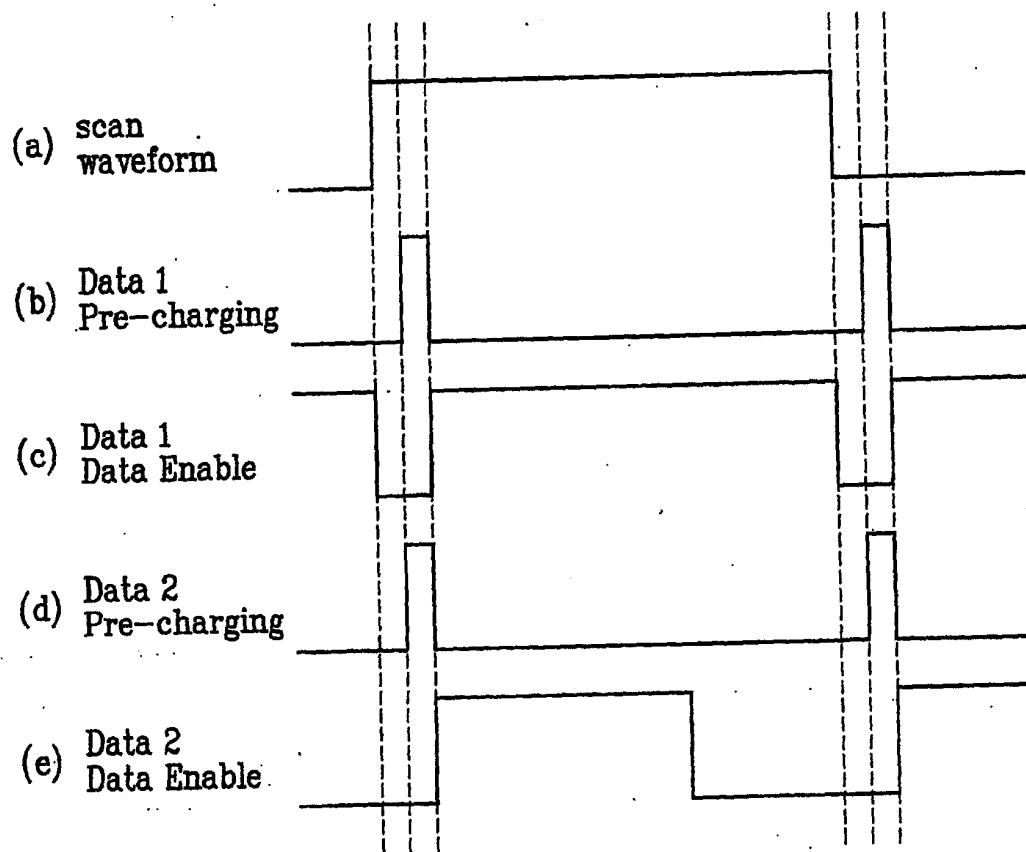 (a) scan
waveform
(b) Data 1
Pre-charging
(c) Data 1
Data Enable
(d) Data 2
Pre-charging
(e) Data 2
Data Enable